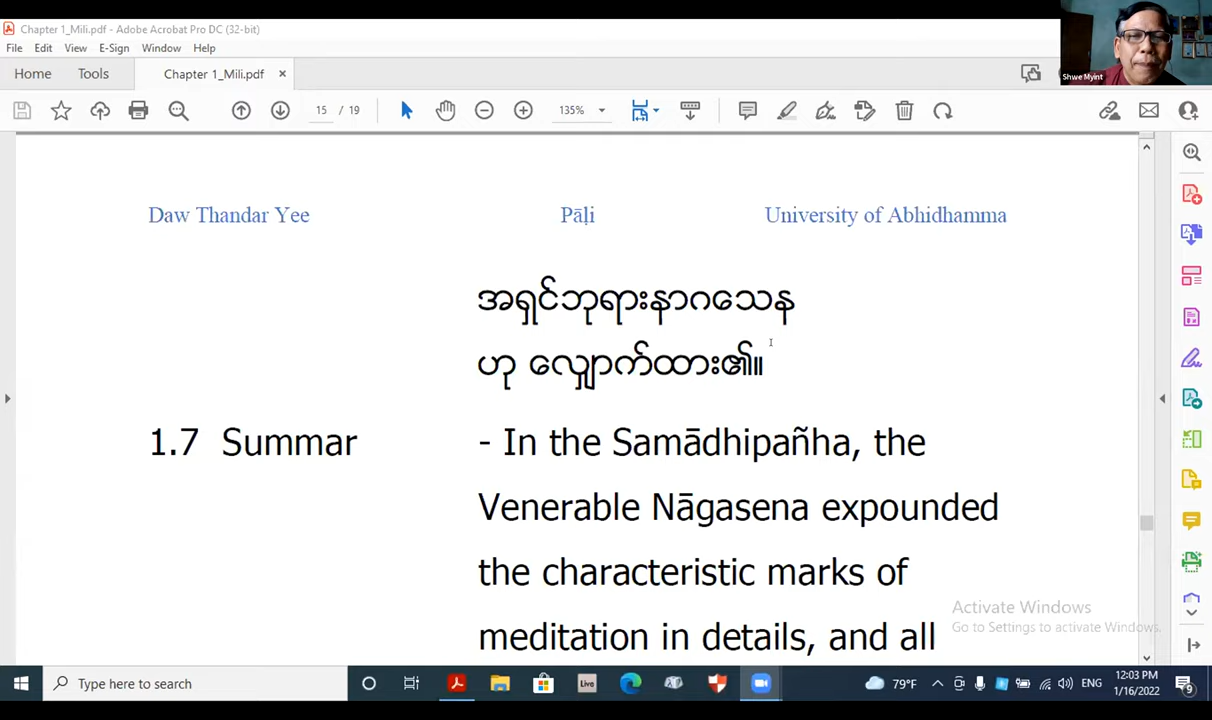 Chapter 1_Mili.pdf - Adobe Acrobat Pro DC (32-bit)
File Edit View E-Sign Window Help
Shwe Myint
Home Tools Chapter 1_Mili.pdf ×
15 / 19 135%
Daw Thandar Yee Pāḷi University of Abhidhamma
အရှင်ဘုရားနာဂသေန
ဟု လျှောက်ထား၏။
1.7 Summar - In the Samādhipañha, the
Venerable Nāgasena expounded
the characteristic marks of
meditation in details, and all
Activate Windows
Go to Settings to activate Windows.
Type here to search Live 79°F ENG 12:03 PM
1/16/2022 9